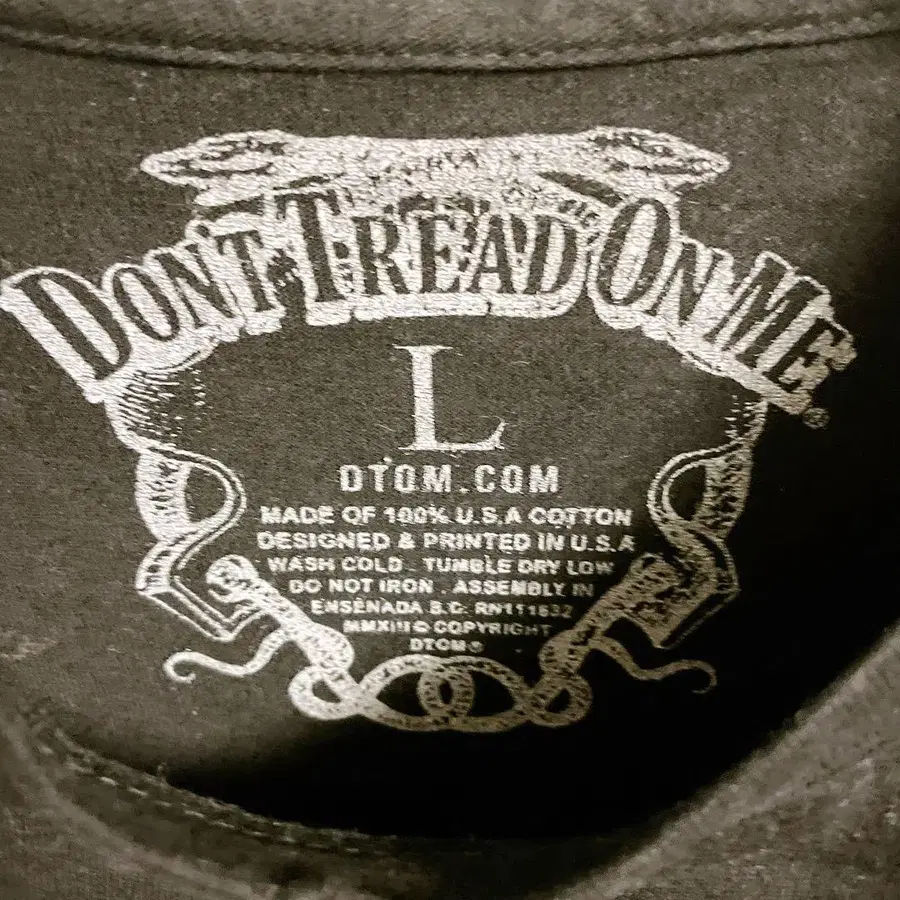 DON'T TREAD ON ME®
L
DTOM.COM
MADE OF 100% U.S.A COTTON
DESIGNED & PRINTED IN U.S.A
WASH COLD . TUMBLE DRY LOW
DO NOT IRON . ASSEMBLY IN
ENSENADA B.C. RN111632
MMXIII © COPYRIGHT
DTOM®